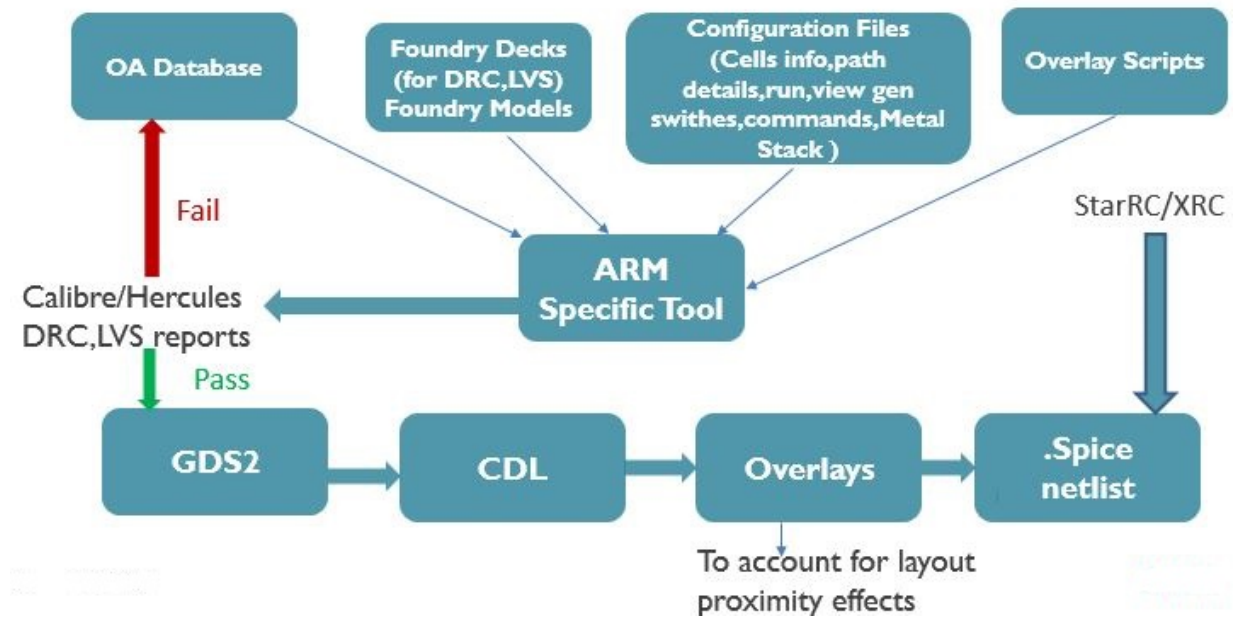 OA Database
Foundry Decks
(for DRC,LVS)
Foundry Models
Configuration Files
(Cells info,path
details,run,view gen
swithes,commands,Metal
Stack )
Overlay Scripts
Fail
StarRC/XRC
ARM
Specific Tool
Calibre/Hercules
DRC,LVS reports
Pass
GDS2
CDL
Overlays
.Spice
netlist
To account for layout
proximity effects